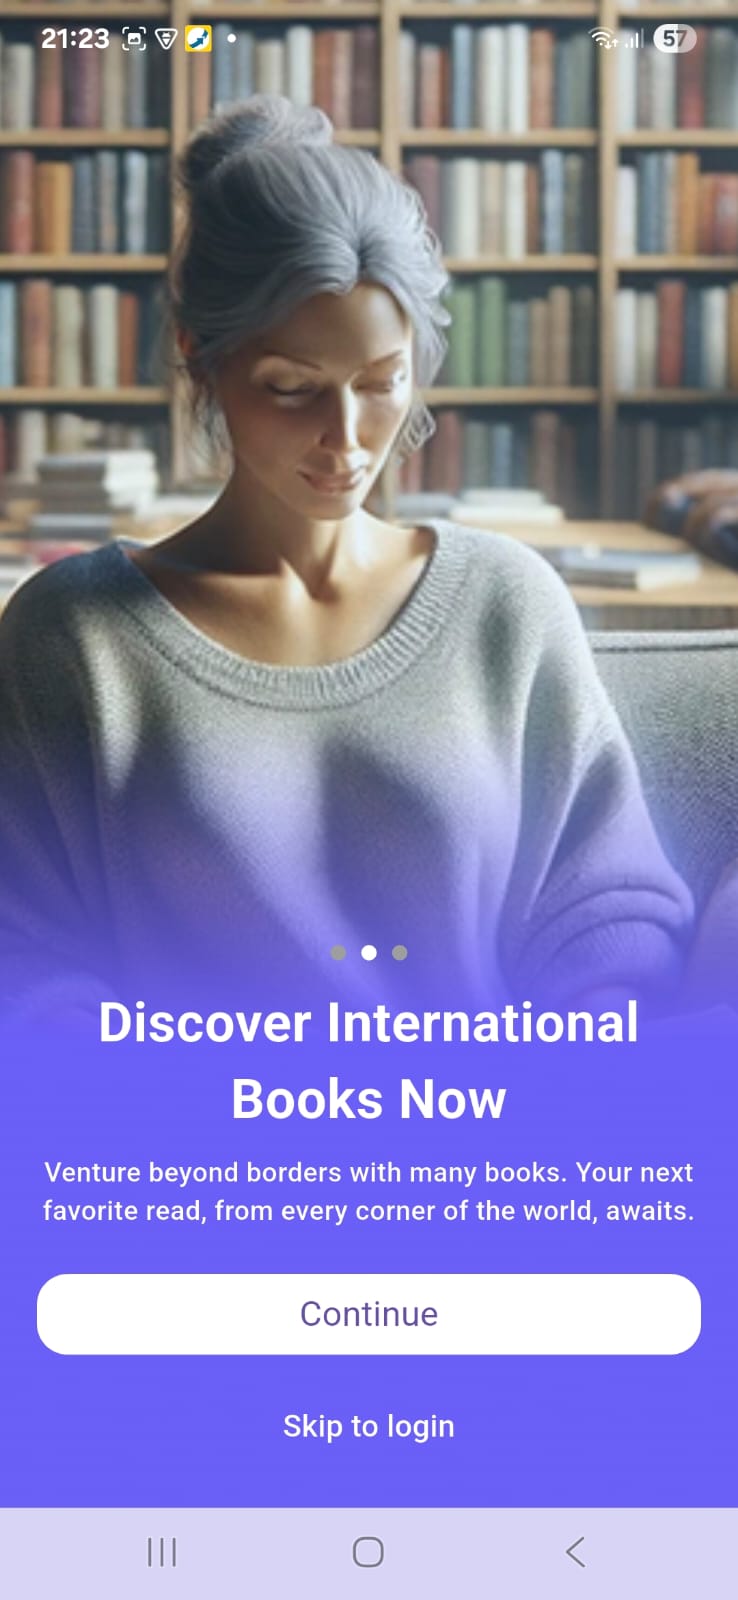 21:23
57
Discover International
Books Now
Venture beyond borders with many books. Your next
favorite read, from every corner of the world, awaits.
Continue
Skip to login